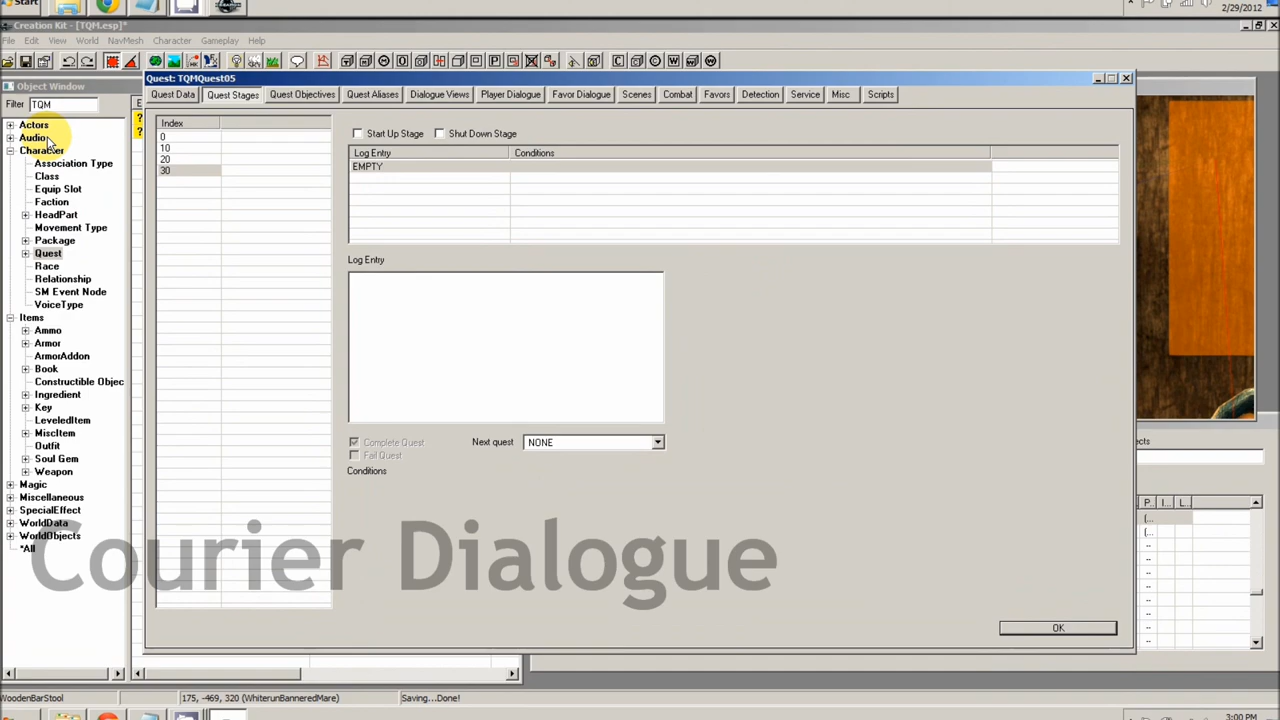 Start
2/29/2012
Creation Kit - [TQM.esp]*
File Edit View World NavMesh Character Gameplay Help
Object Window
Quest: TQMQuest05
Filter TQM
Quest Data Quest Stages Quest Objectives Quest Aliases Dialogue Views Player Dialogue Favor Dialogue Scenes Combat Favors Detection Service Misc Scripts
Actors
Audio
Character
Association Type
Class
Equip Slot
Faction
HeadPart
Movement Type
Package
Quest
Race
Relationship
SM Event Node
VoiceType
Items
Ammo
Armor
ArmorAddon
Book
Constructible Objec
Ingredient
Key
LeveledItem
MiscItem
Outfit
Soul Gem
Weapon
Magic
Miscellaneous
SpecialEffect
WorldData
WorldObjects
*All
Index
0
10
20
30
Start Up Stage Shut Down Stage
Log Entry Conditions
EMPTY
Log Entry
Complete Quest Next quest NONE
Fail Quest
Conditions
ects
P.. I... L...
(...
(...
Courier Dialogue
OK
WoodenBarStool 175, -469, 320 (WhiterunBanneredMare) Saving...Done!
3:00 PM